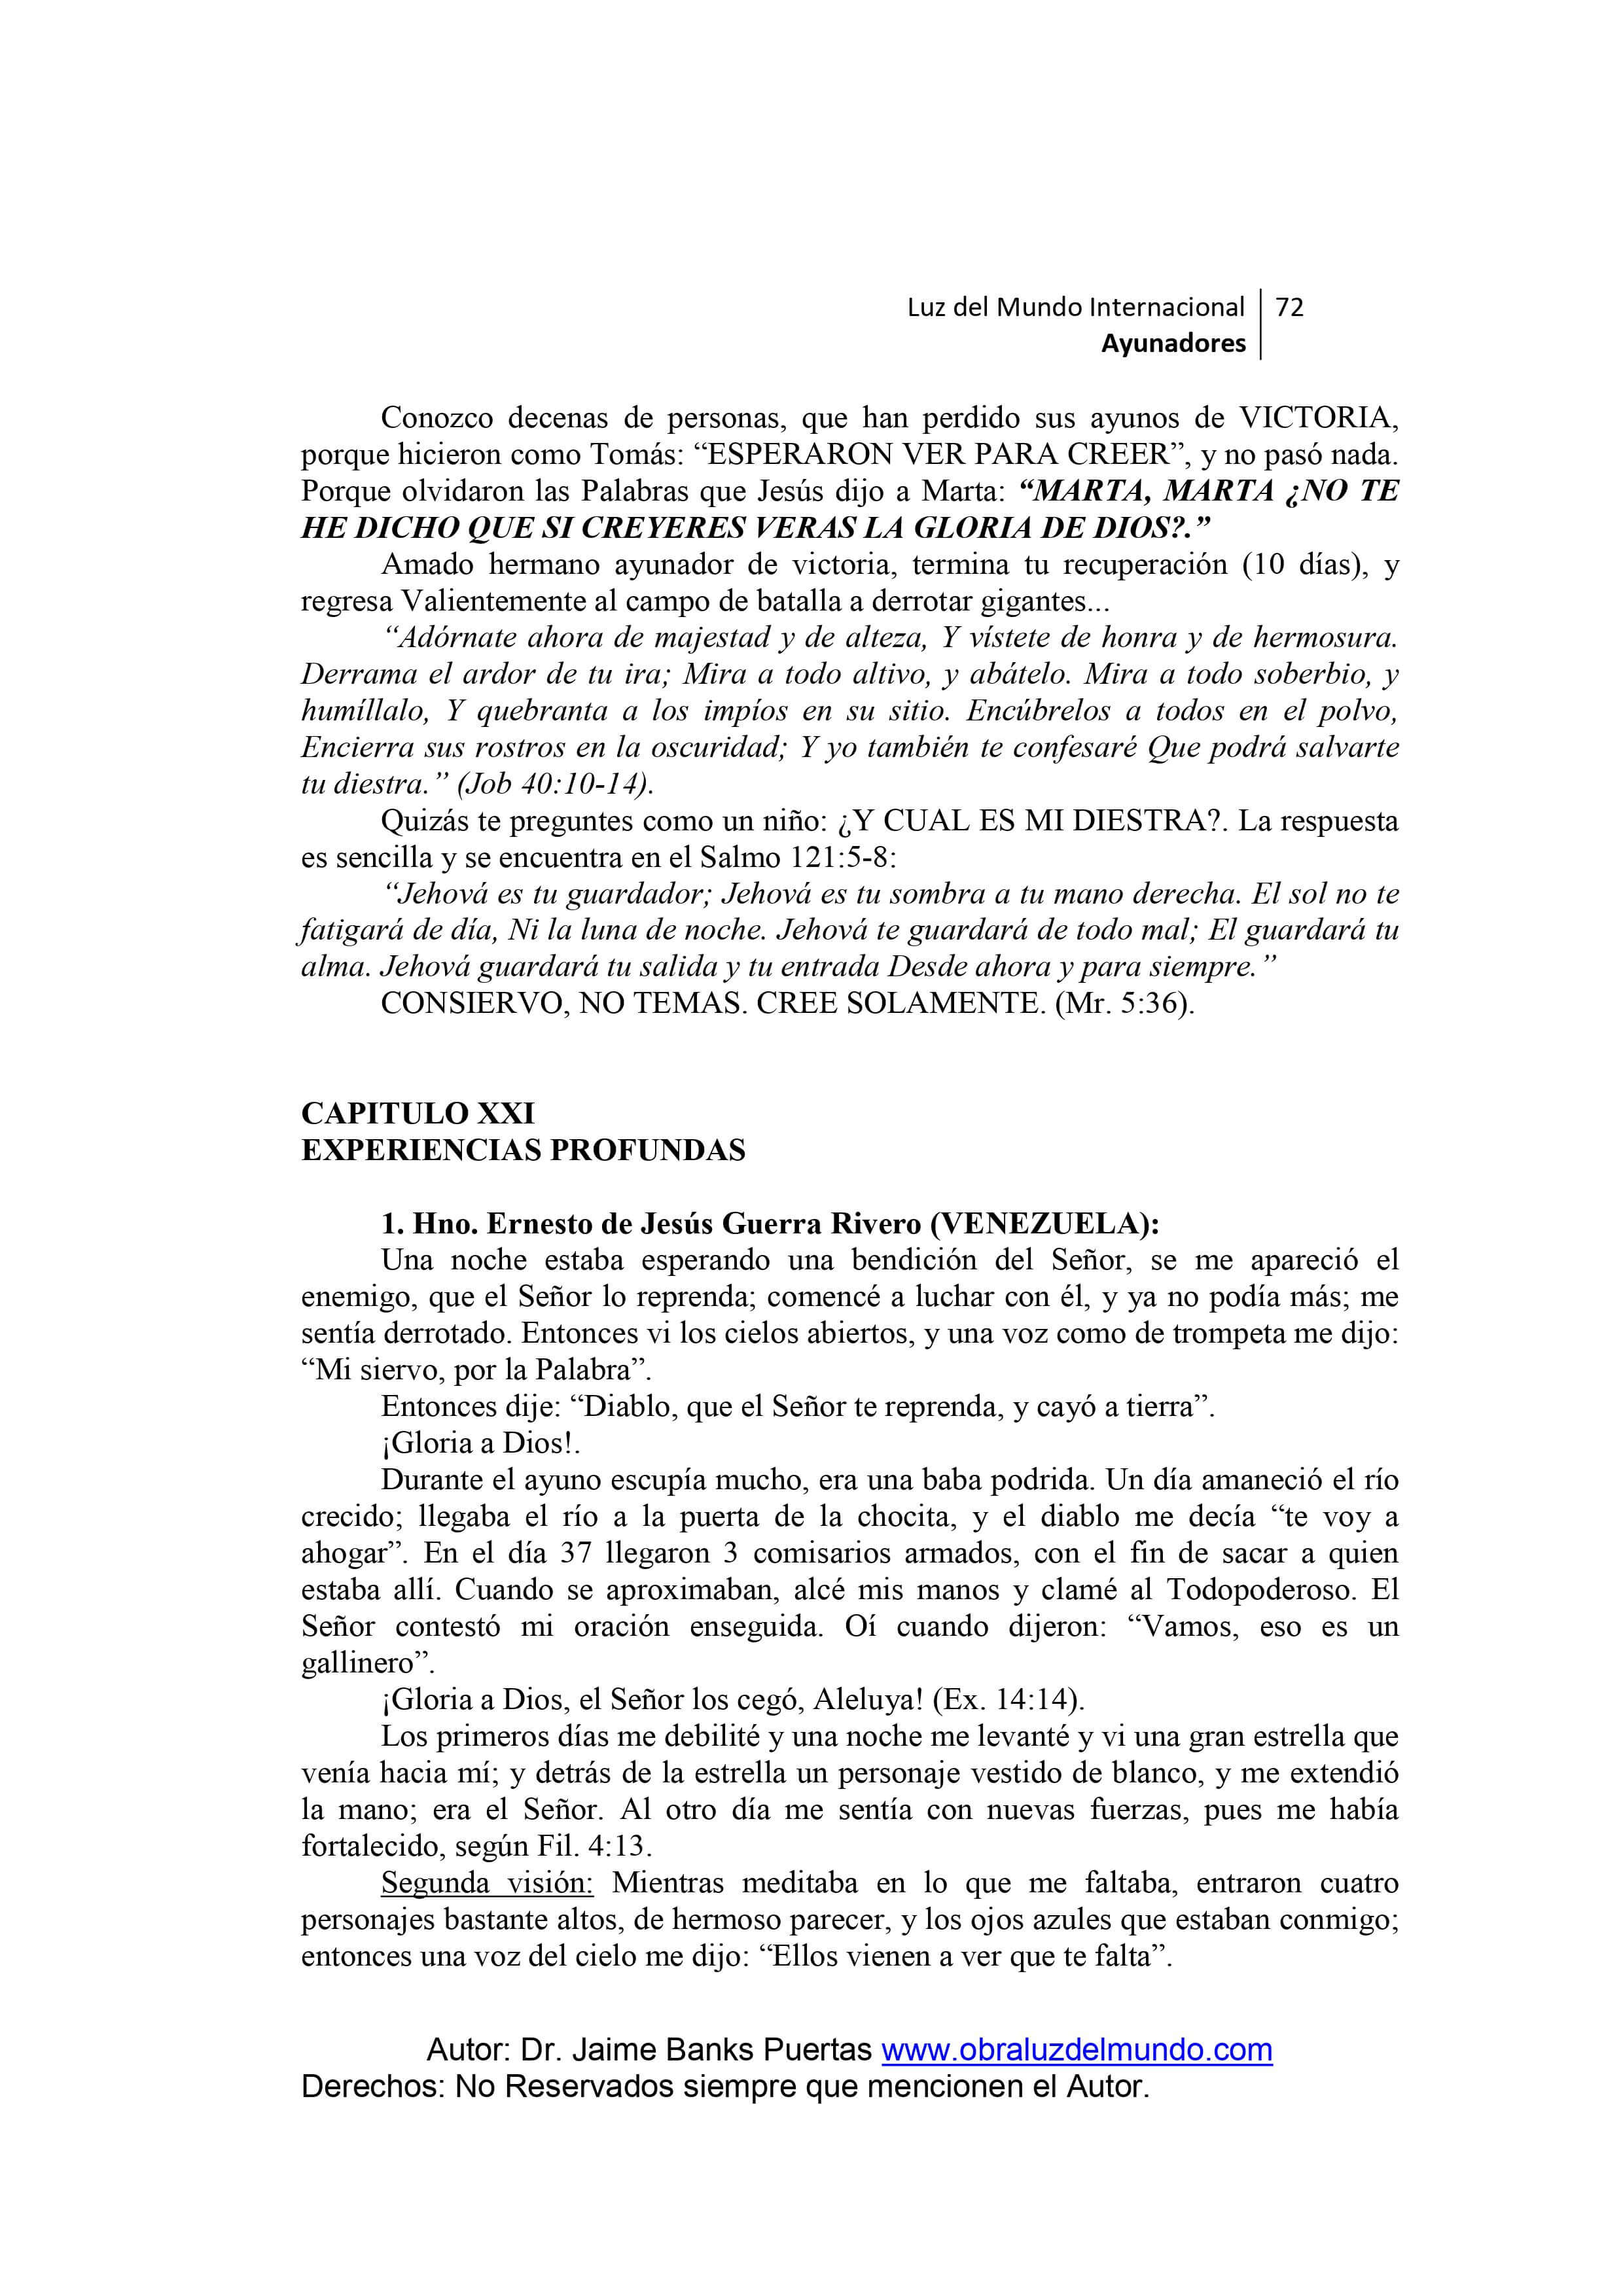 Luz del Mundo Internacional 72
Ayunadores
Conozco decenas de personas, que han perdido sus ayunos de VICTORIA,
porque hicieron como Tomás: “ESPERARON VER PARA CREER”, y no pasó nada.
Porque olvidaron las Palabras que Jesús dijo a Marta: “MARTA, MARTA ¿NO TE
HE DICHO QUE SI CREYERES VERAS LA GLORIA DE DIOS?.”
Amado hermano ayunador de victoria, termina tu recuperación (10 días), y
regresa Valientemente al campo de batalla a derrotar gigantes...
“Adórnate ahora de majestad y de alteza, Y vístete de honra y de hermosura.
Derrama el ardor de tu ira; Mira a todo altivo, y abátelo. Mira a todo soberbio, y
humíllalo, Y quebranta a los impíos en su sitio. Encúbrelos a todos en el polvo,
Encierra sus rostros en la oscuridad; Y yo también te confesaré Que podrá salvarte
tu diestra.” (Job 40:10-14).
Quizás te preguntes como un niño: ¿Y CUAL ES MI DIESTRA?. La respuesta
es sencilla y se encuentra en el Salmo 121:5-8:
“Jehová es tu guardador; Jehová es tu sombra a tu mano derecha. El sol no te
fatigará de día, Ni la luna de noche. Jehová te guardará de todo mal; El guardará tu
alma. Jehová guardará tu salida y tu entrada Desde ahora y para siempre.”
CONSIERVO, NO TEMAS. CREE SOLAMENTE. (Mr. 5:36).
CAPITULO XXI
EXPERIENCIAS PROFUNDAS
1. Hno. Ernesto de Jesús Guerra Rivero (VENEZUELA):
Una noche estaba esperando una bendición del Señor, se me apareció el
enemigo, que el Señor lo reprenda; comencé a luchar con él, y ya no podía más; me
sentía derrotado. Entonces vi los cielos abiertos, y una voz como de trompeta me dijo:
“Mi siervo, por la Palabra”.
Entonces dije: “Diablo, que el Señor te reprenda, y cayó a tierra”.
¡Gloria a Dios!.
Durante el ayuno escupía mucho, era una baba podrida. Un día amaneció el río
crecido; llegaba el río a la puerta de la chocita, y el diablo me decía “te voy a
ahogar”. En el día 37 llegaron 3 comisarios armados, con el fin de sacar a quien
estaba allí. Cuando se aproximaban, alcé mis manos y clamé al Todopoderoso. El
Señor contestó mi oración enseguida. Oí cuando dijeron: “Vamos, eso es un
gallinero”.
¡Gloria a Dios, el Señor los cegó, Aleluya! (Ex. 14:14).
Los primeros días me debilité y una noche me levanté y vi una gran estrella que
venía hacia mí; y detrás de la estrella un personaje vestido de blanco, y me extendió
la mano; era el Señor. Al otro día me sentía con nuevas fuerzas, pues me había
fortalecido, según Fil. 4:13.
Segunda visión: Mientras meditaba en lo que me faltaba, entraron cuatro
personajes bastante altos, de hermoso parecer, y los ojos azules que estaban conmigo;
entonces una voz del cielo me dijo: “Ellos vienen a ver que te falta”.
Autor: Dr. Jaime Banks Puertas www.obraluzdelmundo.com
Derechos: No Reservados siempre que mencionen el Autor.